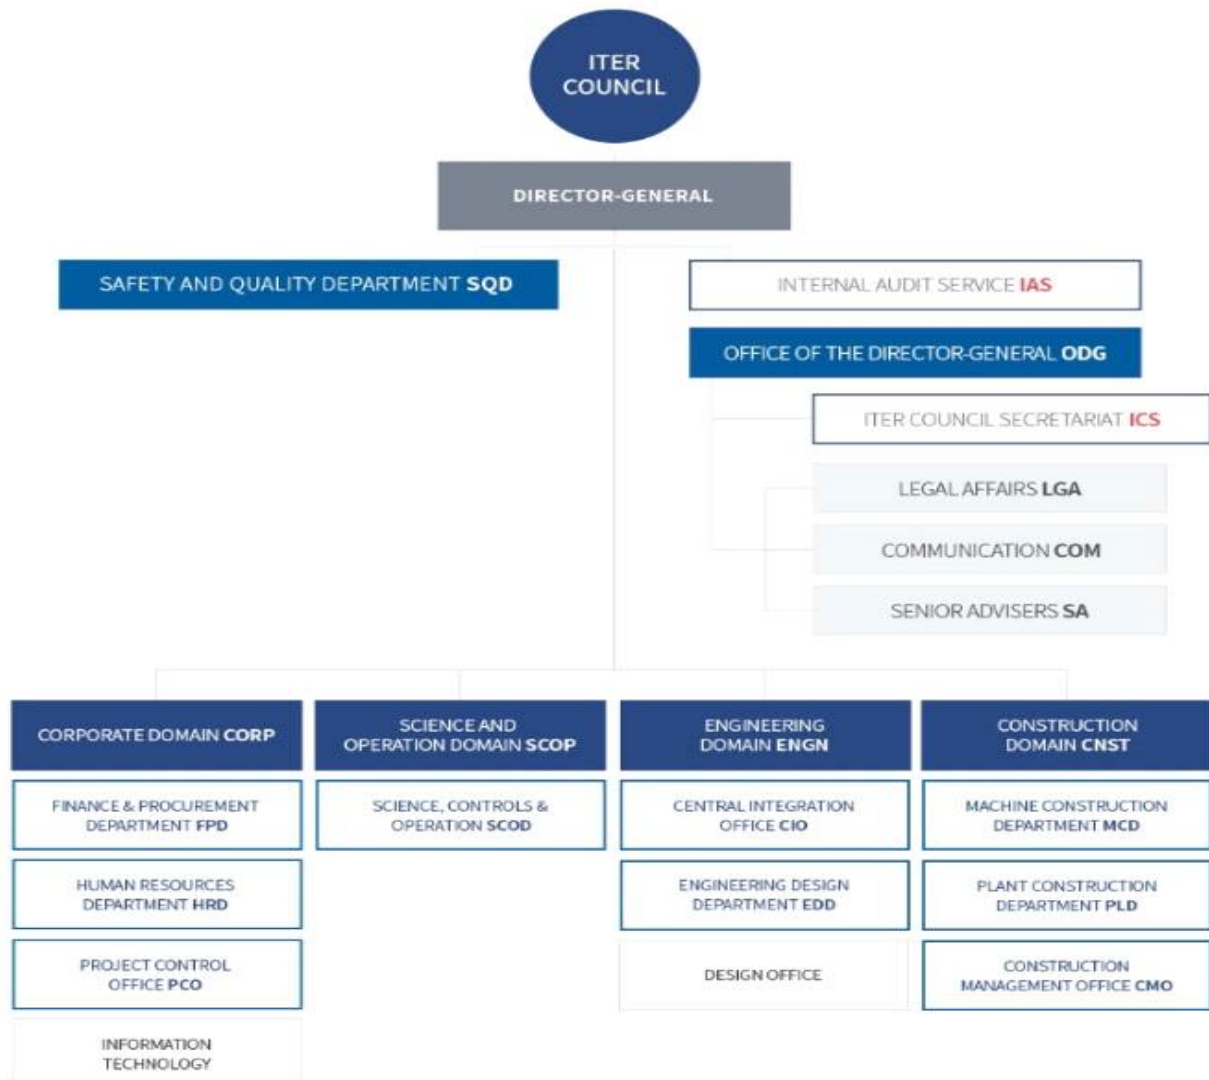 ITER
COUNCIL
DIRECTOR-GENERAL
SAFETY AND QUALITY DEPARTMENT SQD
INTERNAL AUDIT SERVICE IAS
OFFICE OF THE DIRECTOR-GENERAL ODG
ITER COUNCIL SECRETARIAT ICS
LEGAL AFFAIRS LGA
COMMUNICATION COM
SENIOR ADVISERS SA
CORPORATE DOMAIN CORP
FINANCE & PROCUREMENT
DEPARTMENT FPD
HUMAN RESOURCES
DEPARTMENT HRD
PROJECT CONTROL
OFFICE PCO
INFORMATION
TECHNOLOGY
SCIENCE AND
OPERATION DOMAIN SCOP
SCIENCE, CONTROLS &
OPERATION SCOD
ENGINEERING
DOMAIN ENGN
CENTRAL INTEGRATION
OFFICE CIO
ENGINEERING DESIGN
DEPARTMENT EDD
DESIGN OFFICE
CONSTRUCTION
DOMAIN CNST
MACHINE CONSTRUCTION
DEPARTMENT MCD
PLANT CONSTRUCTION
DEPARTMENT PLD
CONSTRUCTION
MANAGEMENT OFFICE CMO